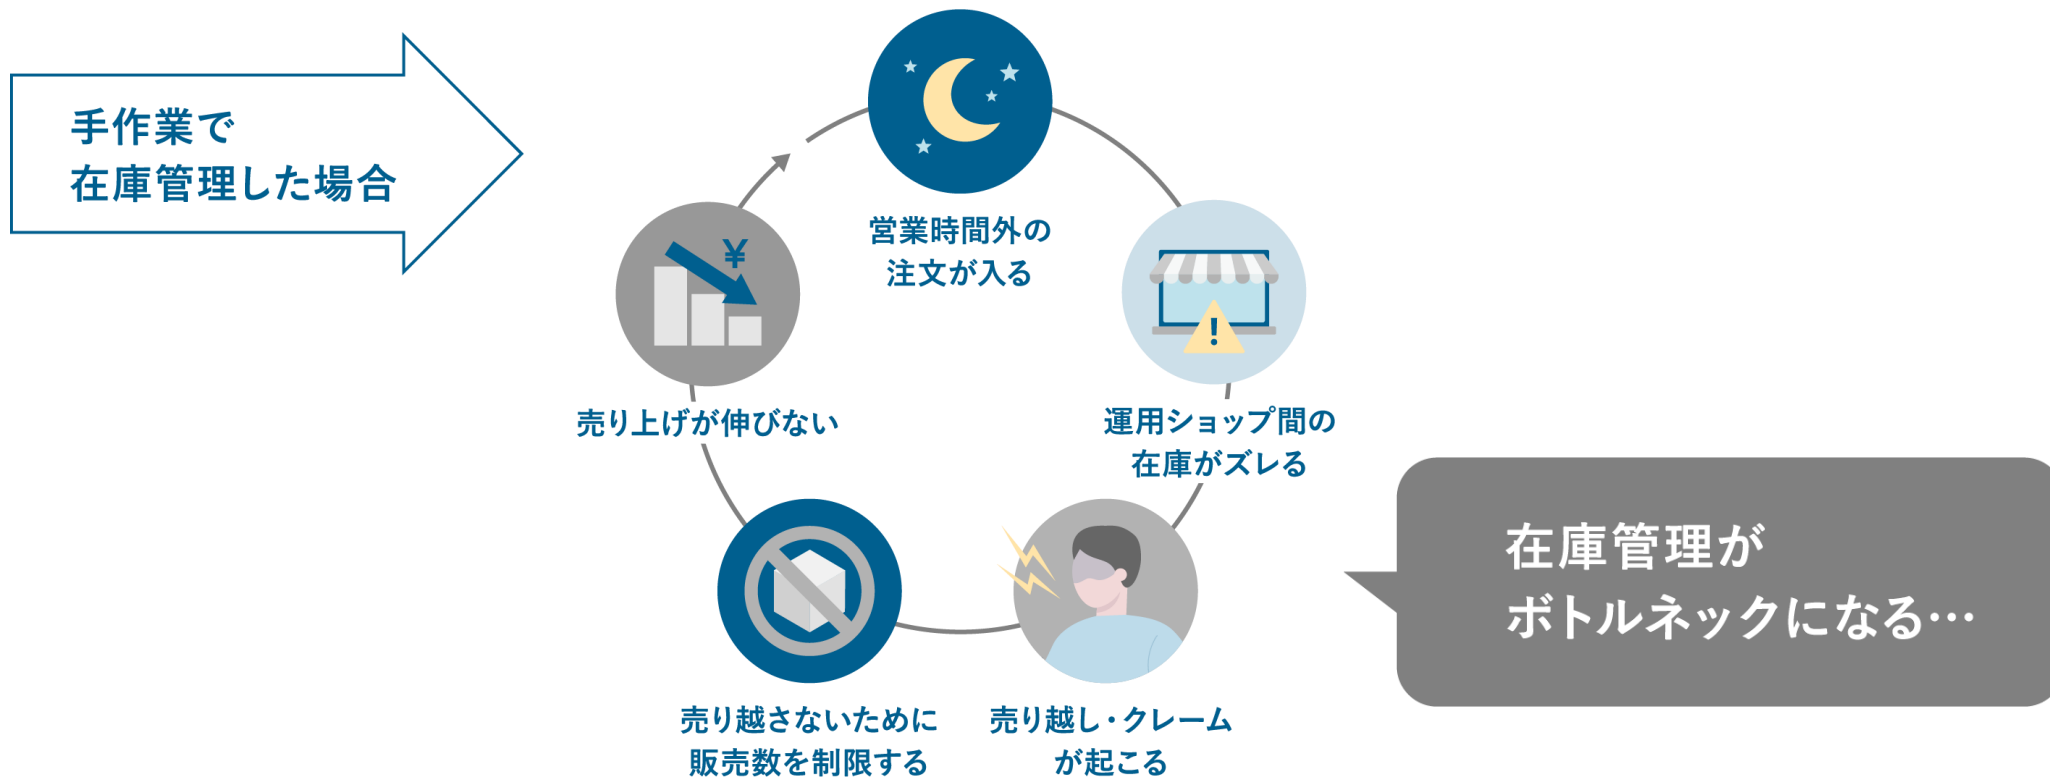 手作業で
在庫管理した場合
営業時間外の
注文が入る
運用ショップ間の
在庫がズレる
売り越し・クレーム
が起こる
売り越さないために
販売数を制限する
¥
売り上げが伸びない
在庫管理が
ボトルネックになる…